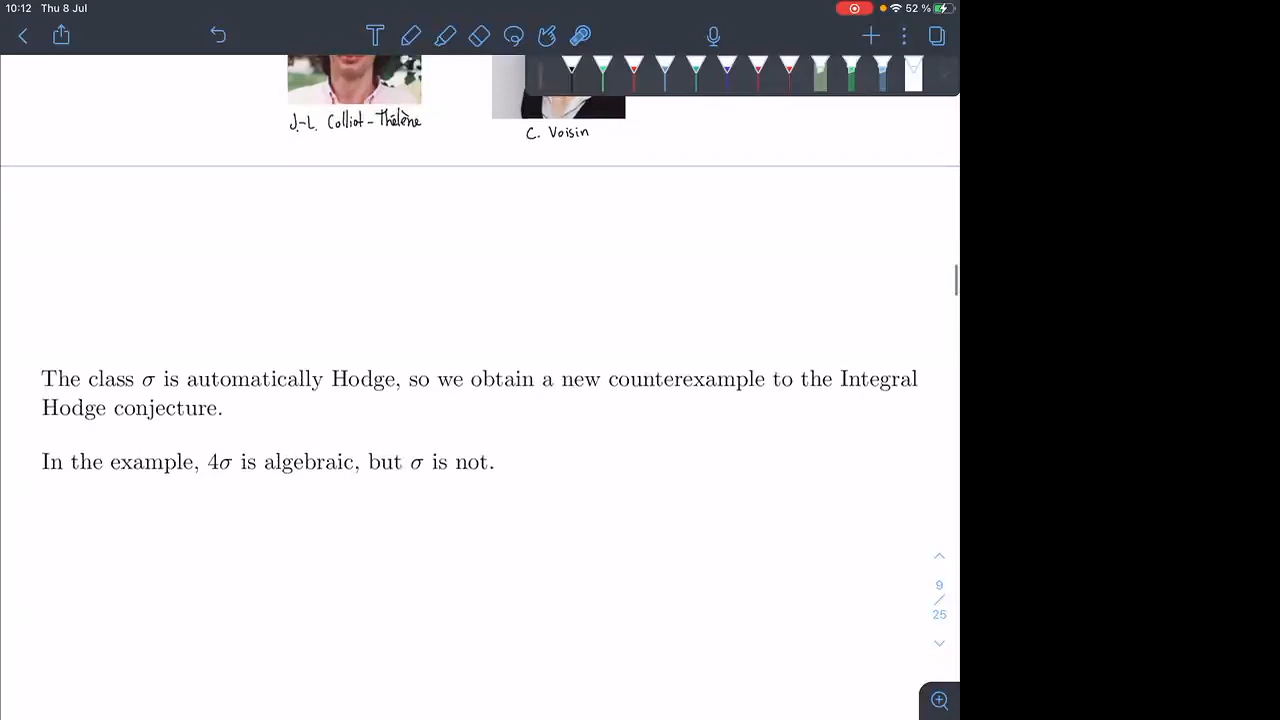 10:12 Thu 8 Jul
52 %
T
J.-L. Colliot-Thélène
C. Voisin
The class σ is automatically Hodge, so we obtain a new counterexample to the Integral
Hodge conjecture.
In the example, 4σ is algebraic, but σ is not.
9
/
25